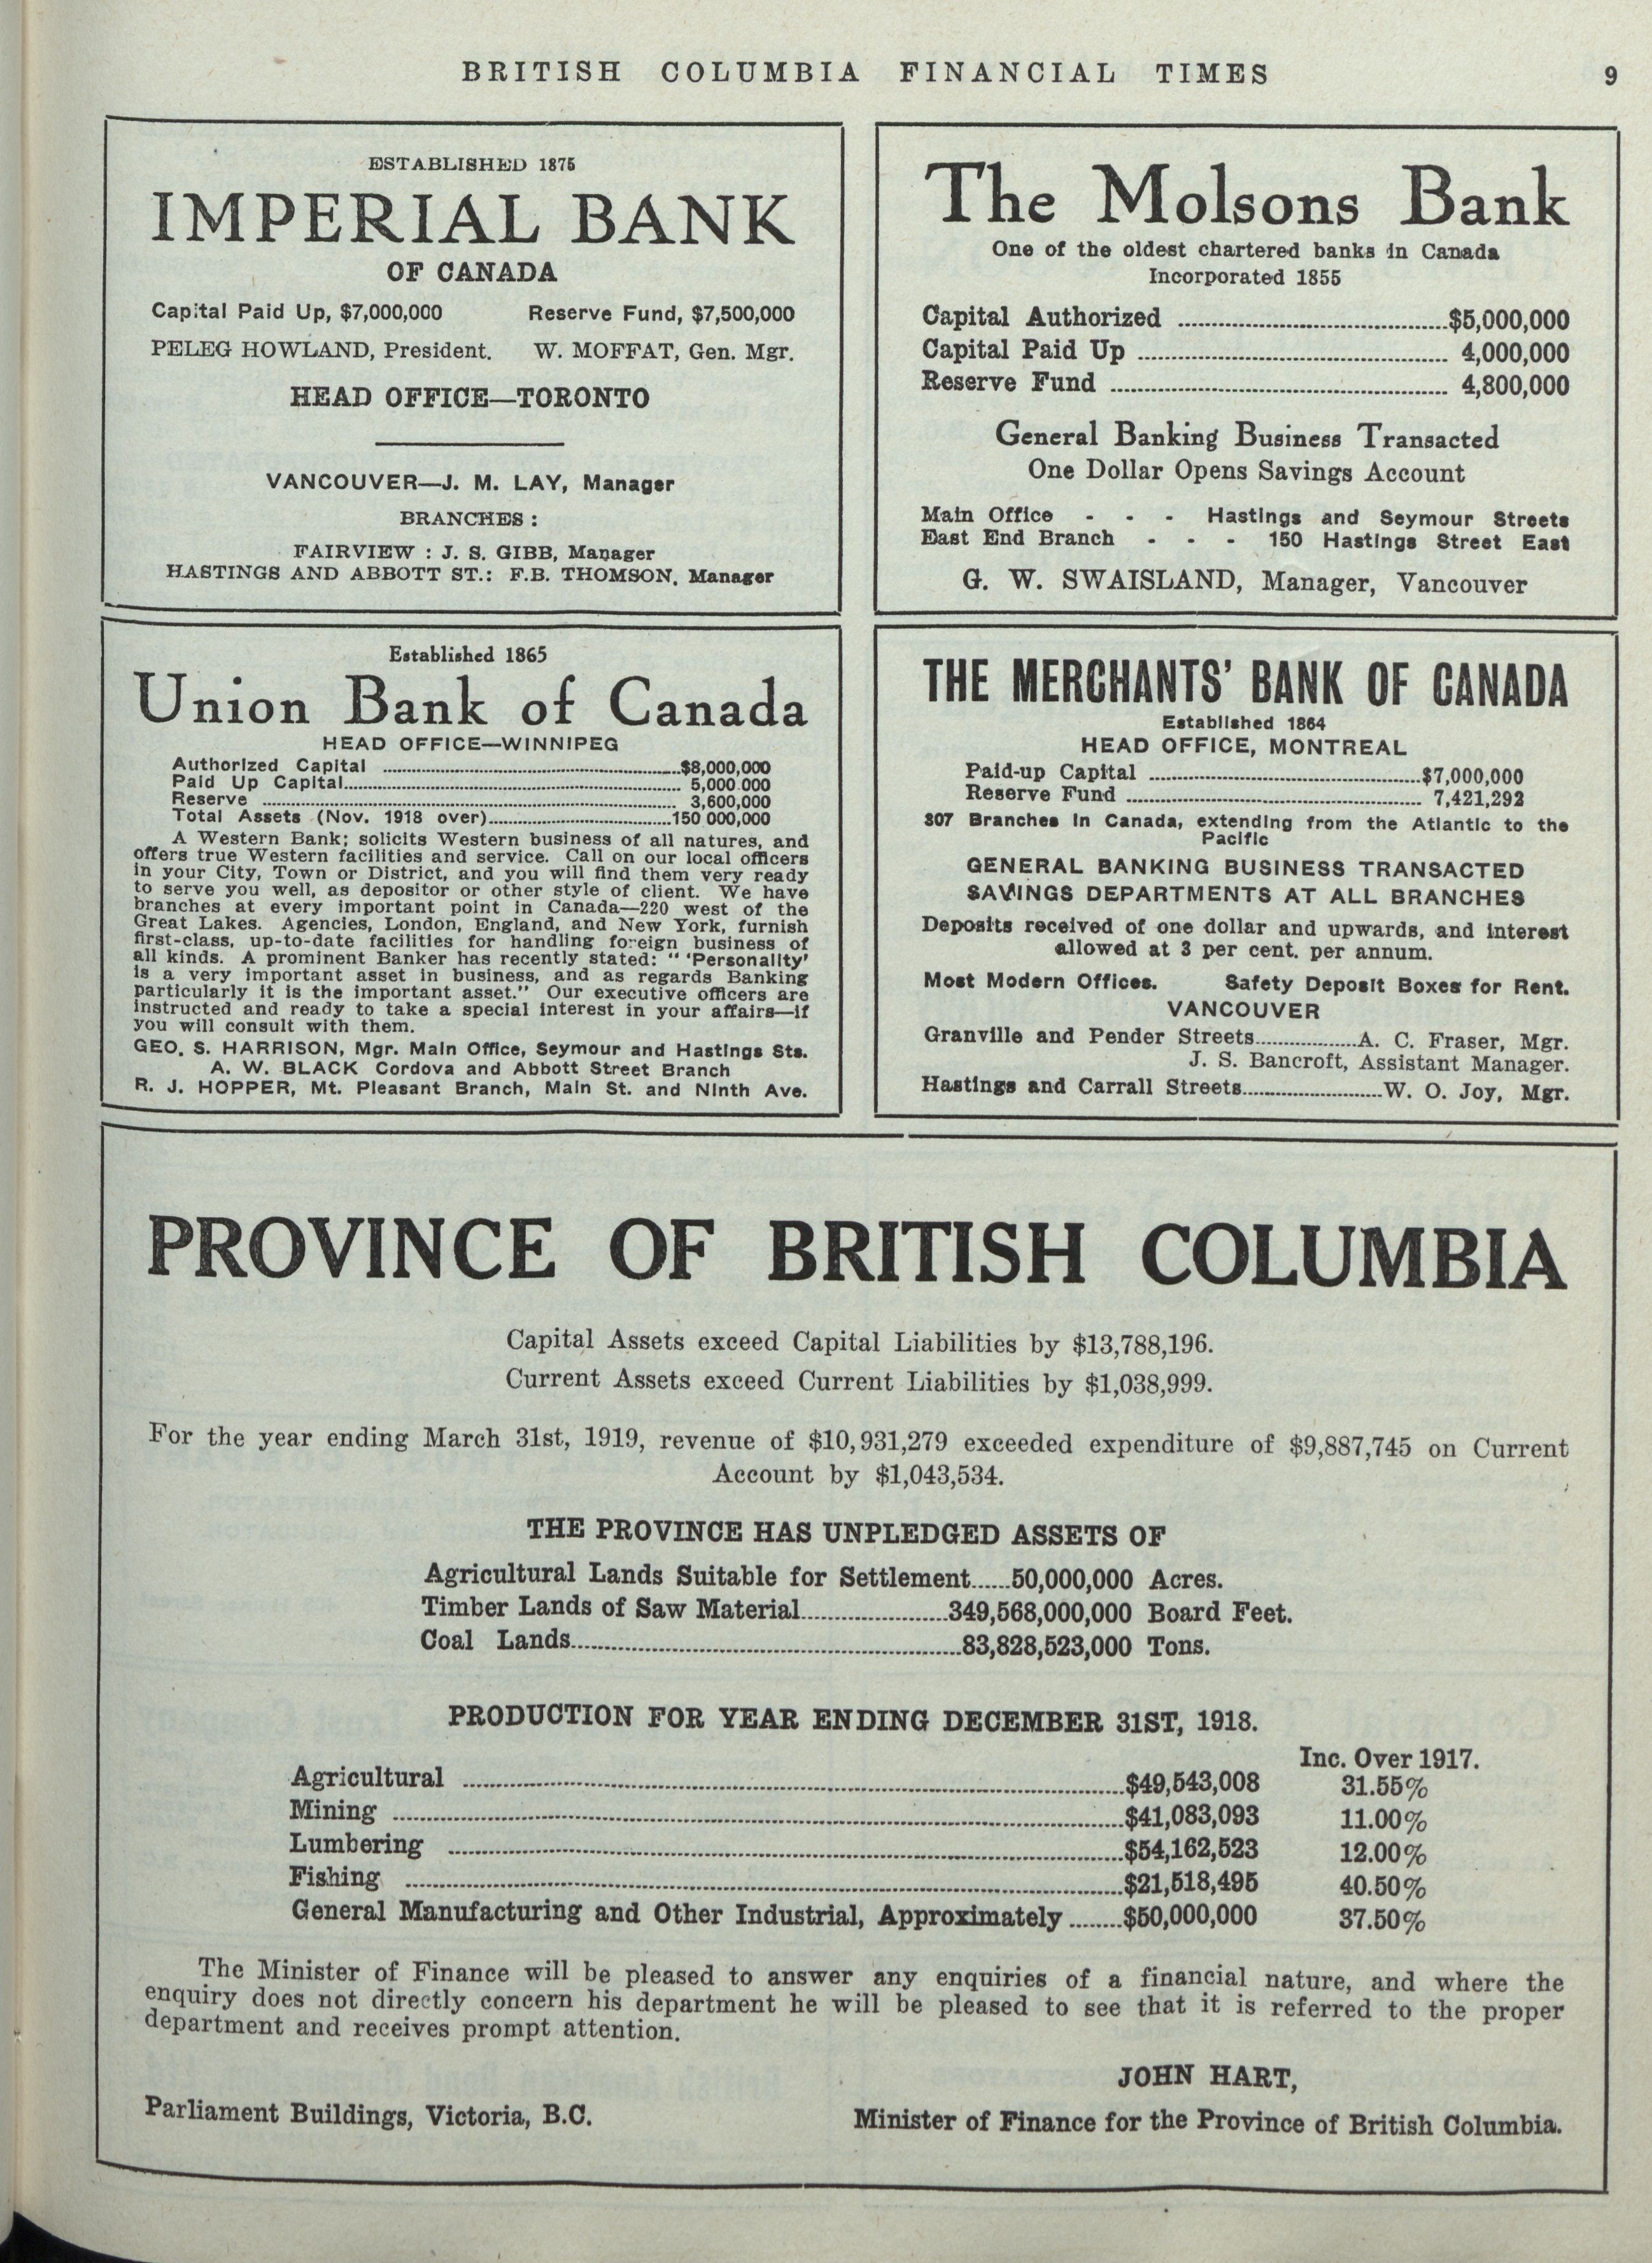 BRITISH COLUMBIA FINANCIAL TIMES 9
ESTABLISHED 1875
IMPERIAL BANK
OF CANADA
Capital Paid Up, $7,000,000 Reserve Fund, $7,500,000
PELEG HOWLAND, President. W. MOFFAT, Gen. Mgr.
HEAD OFFICE—TORONTO
VANCOUVER—J. M. LAY, Manager
BRANCHES :
FAIRVIEW : J. S. GIBB, Manager
HASTINGS AND ABBOTT ST.: F.B. THOMSON, Manager
The Molsons Bank
One of the oldest chartered banks in Canada
Incorporated 1855
Capital Authorized ........ $5,000,000
Capital Paid Up ........ 4,000,000
Reserve Fund ........ 4,800,000
General Banking Business Transacted
One Dollar Opens Savings Account
Main Office - - - Hastings and Seymour Streets
East End Branch - - - 150 Hastings Street East
G. W. SWAISLAND, Manager, Vancouver
Established 1865
Union Bank of Canada
HEAD OFFICE—WINNIPEG
Authorized Capital ........ $8,000,000
Paid Up Capital ........ 5,000.000
Reserve ........ 3,600,000
Total Assets (Nov. 1918 over) ........ 150 000,000
A Western Bank; solicits Western business of all natures, and
offers true Western facilities and service. Call on our local officers
in your City, Town or District, and you will find them very ready
to serve you well, as depositor or other style of client. We have
branches at every important point in Canada—220 west of the
Great Lakes. Agencies, London, England, and New York, furnish
first-class, up-to-date facilities for handling foreign business of
all kinds. A prominent Banker has recently stated: " 'Personality'
is a very important asset in business, and as regards Banking
particularly it is the important asset." Our executive officers are
instructed and ready to take a special interest in your affairs—if
you will consult with them.
GEO. S. HARRISON, Mgr. Main Office, Seymour and Hastings Sts.
A. W. BLACK Cordova and Abbott Street Branch
R. J. HOPPER, Mt. Pleasant Branch, Main St. and Ninth Ave.
THE MERCHANTS' BANK OF CANADA
Established 1864
HEAD OFFICE, MONTREAL
Paid-up Capital ........ $7,000,000
Reserve Fund ........ 7,421,292
307 Branches in Canada, extending from the Atlantic to the
Pacific
GENERAL BANKING BUSINESS TRANSACTED
SAVINGS DEPARTMENTS AT ALL BRANCHES
Deposits received of one dollar and upwards, and interest
allowed at 3 per cent. per annum.
Most Modern Offices. Safety Deposit Boxes for Rent.
VANCOUVER
Granville and Pender Streets ........ A. C. Fraser, Mgr.
J. S. Bancroft, Assistant Manager.
Hastings and Carrall Streets ........ W. O. Joy, Mgr.
PROVINCE OF BRITISH COLUMBIA
Capital Assets exceed Capital Liabilities by $13,788,196.
Current Assets exceed Current Liabilities by $1,038,999.
For the year ending March 31st, 1919, revenue of $10,931,279 exceeded expenditure of $9,887,745 on Current
Account by $1,043,534.
THE PROVINCE HAS UNPLEDGED ASSETS OF
Agricultural Lands Suitable for Settlement ...... 50,000,000 Acres.
Timber Lands of Saw Material ........ 349,568,000,000 Board Feet.
Coal Lands ........ 83,828,523,000 Tons.
PRODUCTION FOR YEAR ENDING DECEMBER 31ST, 1918.
Inc. Over 1917.
Agricultural ........ $49,543,008 31.55%
Mining ........ $41,083,093 11.00%
Lumbering ........ $54,162,523 12.00%
Fishing ........ $21,518,495 40.50%
General Manufacturing and Other Industrial, Approximately ........ $50,000,000 37.50%
The Minister of Finance will be pleased to answer any enquiries of a financial nature, and where the
enquiry does not directly concern his department he will be pleased to see that it is referred to the proper
department and receives prompt attention.
JOHN HART,
Parliament Buildings, Victoria, B.C. Minister of Finance for the Province of British Columbia.